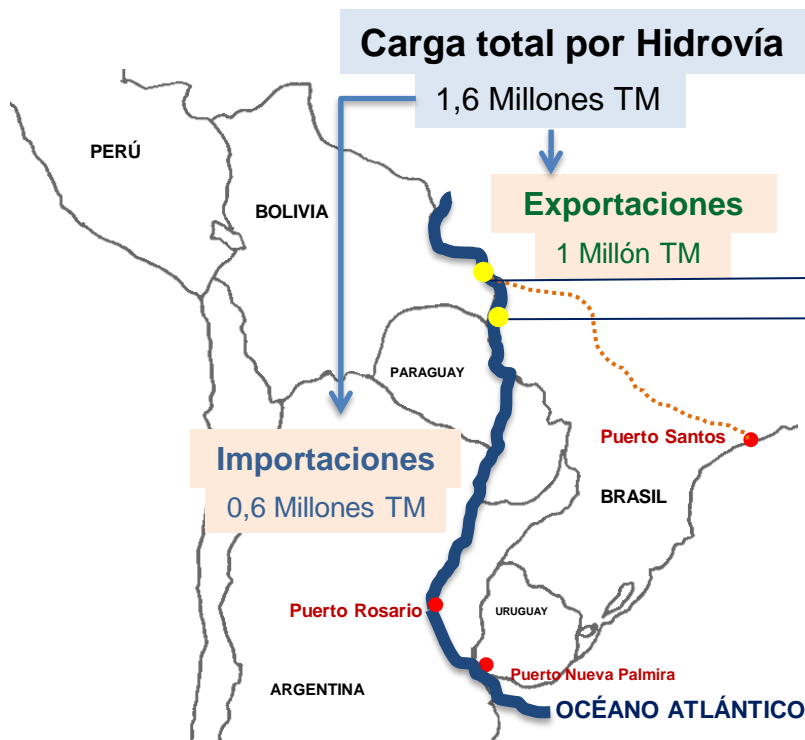 Carga total por Hidrovía
1,6 Millones TM
PERÚ
BOLIVIA
Exportaciones
1 Millón TM
PARAGUAY
Importaciones
0,6 Millones TM
Puerto Santos
BRASIL
Puerto Rosario
URUGUAY
Puerto Nueva Palmira
ARGENTINA
OCÉANO ATLÁNTICO